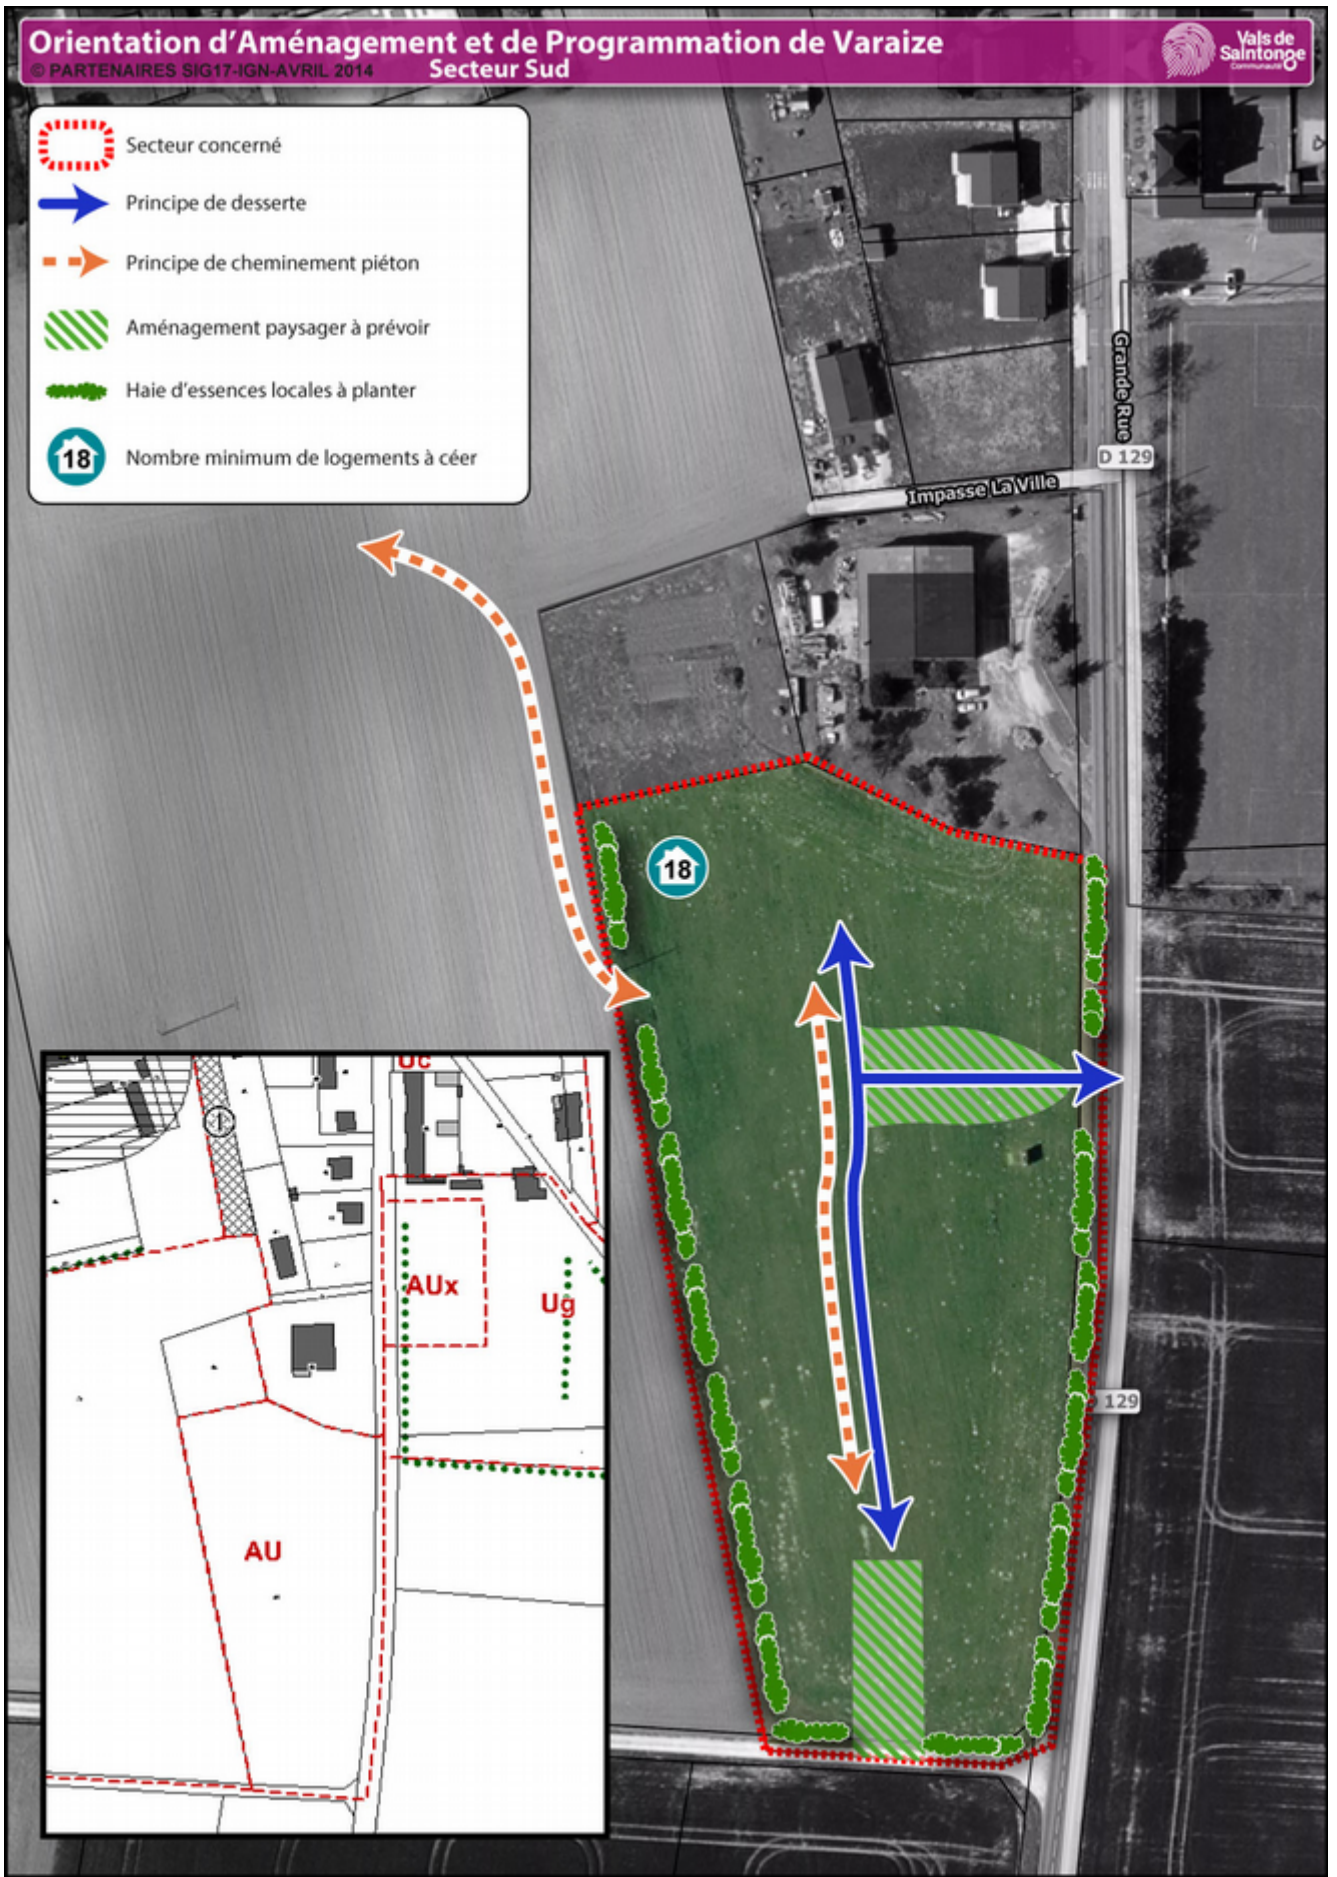 Orientation d'Aménagement et de Programmation de Varaize
© PARTENAIRES SIG17-IGN-AVRIL 2014
Secteur Sud
Vals de
Saintonge
Communauté
Secteur concerné
Principe de desserte
Principe de cheminement piéton
Aménagement paysager à prévoir
Haie d'essences locales à planter
18 Nombre minimum de logements à céer
Grande Rue
D 129
Impasse La Ville
18
129
Uc
1
AUx
Ug
AU